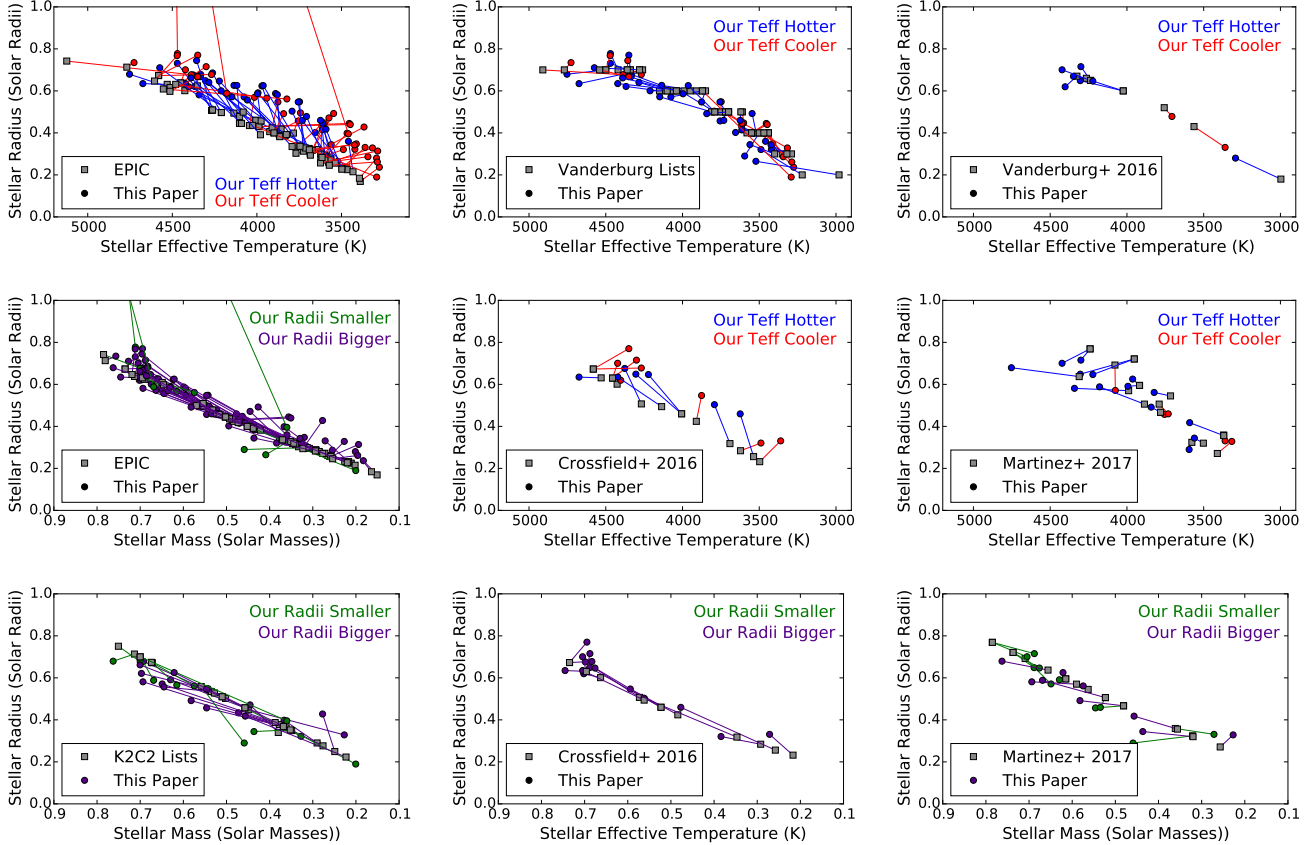 1.0
0.8
0.6
0.4
0.2
0.0
Stellar Radius (Solar Radii)
EPIC
This Paper
Our Teff Hotter
Our Teff Cooler
5000 4500 4000 3500
Stellar Effective Temperature (K)
1.0
0.8
0.6
0.4
0.2
0.0
Stellar Radius (Solar Radii)
Our Teff Hotter
Our Teff Cooler
Vanderburg Lists
This Paper
5000 4500 4000 3500 3000
Stellar Effective Temperature (K)
1.0
0.8
0.6
0.4
0.2
0.0
Stellar Radius (Solar Radii)
Our Teff Hotter
Our Teff Cooler
Vanderburg+ 2016
This Paper
5000 4500 4000 3500 3000
Stellar Effective Temperature (K)
1.0
0.8
0.6
0.4
0.2
0.0
Stellar Radius (Solar Radii)
Our Radii Smaller
Our Radii Bigger
EPIC
This Paper
0.9 0.8 0.7 0.6 0.5 0.4 0.3 0.2 0.1
Stellar Mass (Solar Masses))
1.0
0.8
0.6
0.4
0.2
0.0
Stellar Radius (Solar Radii)
Our Teff Hotter
Our Teff Cooler
Crossfield+ 2016
This Paper
5000 4500 4000 3500 3000
Stellar Effective Temperature (K)
1.0
0.8
0.6
0.4
0.2
0.0
Stellar Radius (Solar Radii)
Our Teff Hotter
Our Teff Cooler
Martinez+ 2017
This Paper
5000 4500 4000 3500 3000
Stellar Effective Temperature (K)
1.0
0.8
0.6
0.4
0.2
0.0
Stellar Radius (Solar Radii)
Our Radii Smaller
Our Radii Bigger
K2C2 Lists
This Paper
0.9 0.8 0.7 0.6 0.5 0.4 0.3 0.2 0.1
Stellar Mass (Solar Masses))
1.0
0.8
0.6
0.4
0.2
0.0
Stellar Radius (Solar Radii)
Our Radii Smaller
Our Radii Bigger
Crossfield+ 2016
This Paper
0.9 0.8 0.7 0.6 0.5 0.4 0.3 0.2 0.1
Stellar Effective Temperature (K)
1.0
0.8
0.6
0.4
0.2
0.0
Stellar Radius (Solar Radii)
Our Radii Smaller
Our Radii Bigger
Martinez+ 2017
This Paper
0.9 0.8 0.7 0.6 0.5 0.4 0.3 0.2 0.1
Stellar Mass (Solar Masses))